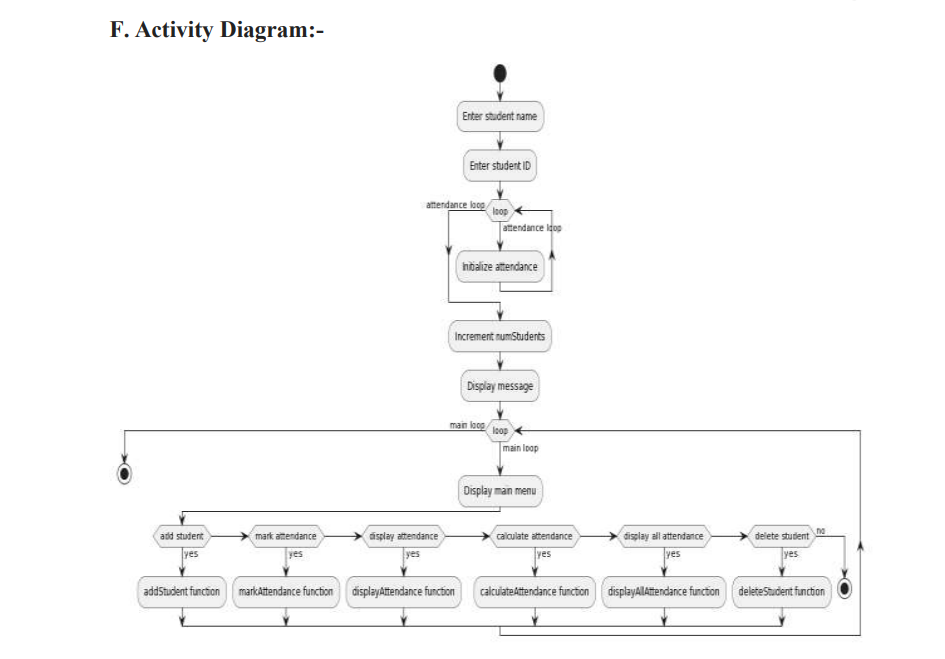 F. Activity Diagram:-
Enter student name
Enter student ID
attendance loop
loop
attendance loop
Initialize attendance
Increment numStudents
Display message
main loop
loop
main loop
Display main menu
add student
mark attendance
display attendance
calculate attendance
display all attendance
delete student
no
yes
yes
yes
yes
yes
yes
addStudent function
markAttendance function
displayAttendance function
calculateAttendance function
displayAllAttendance function
deleteStudent function